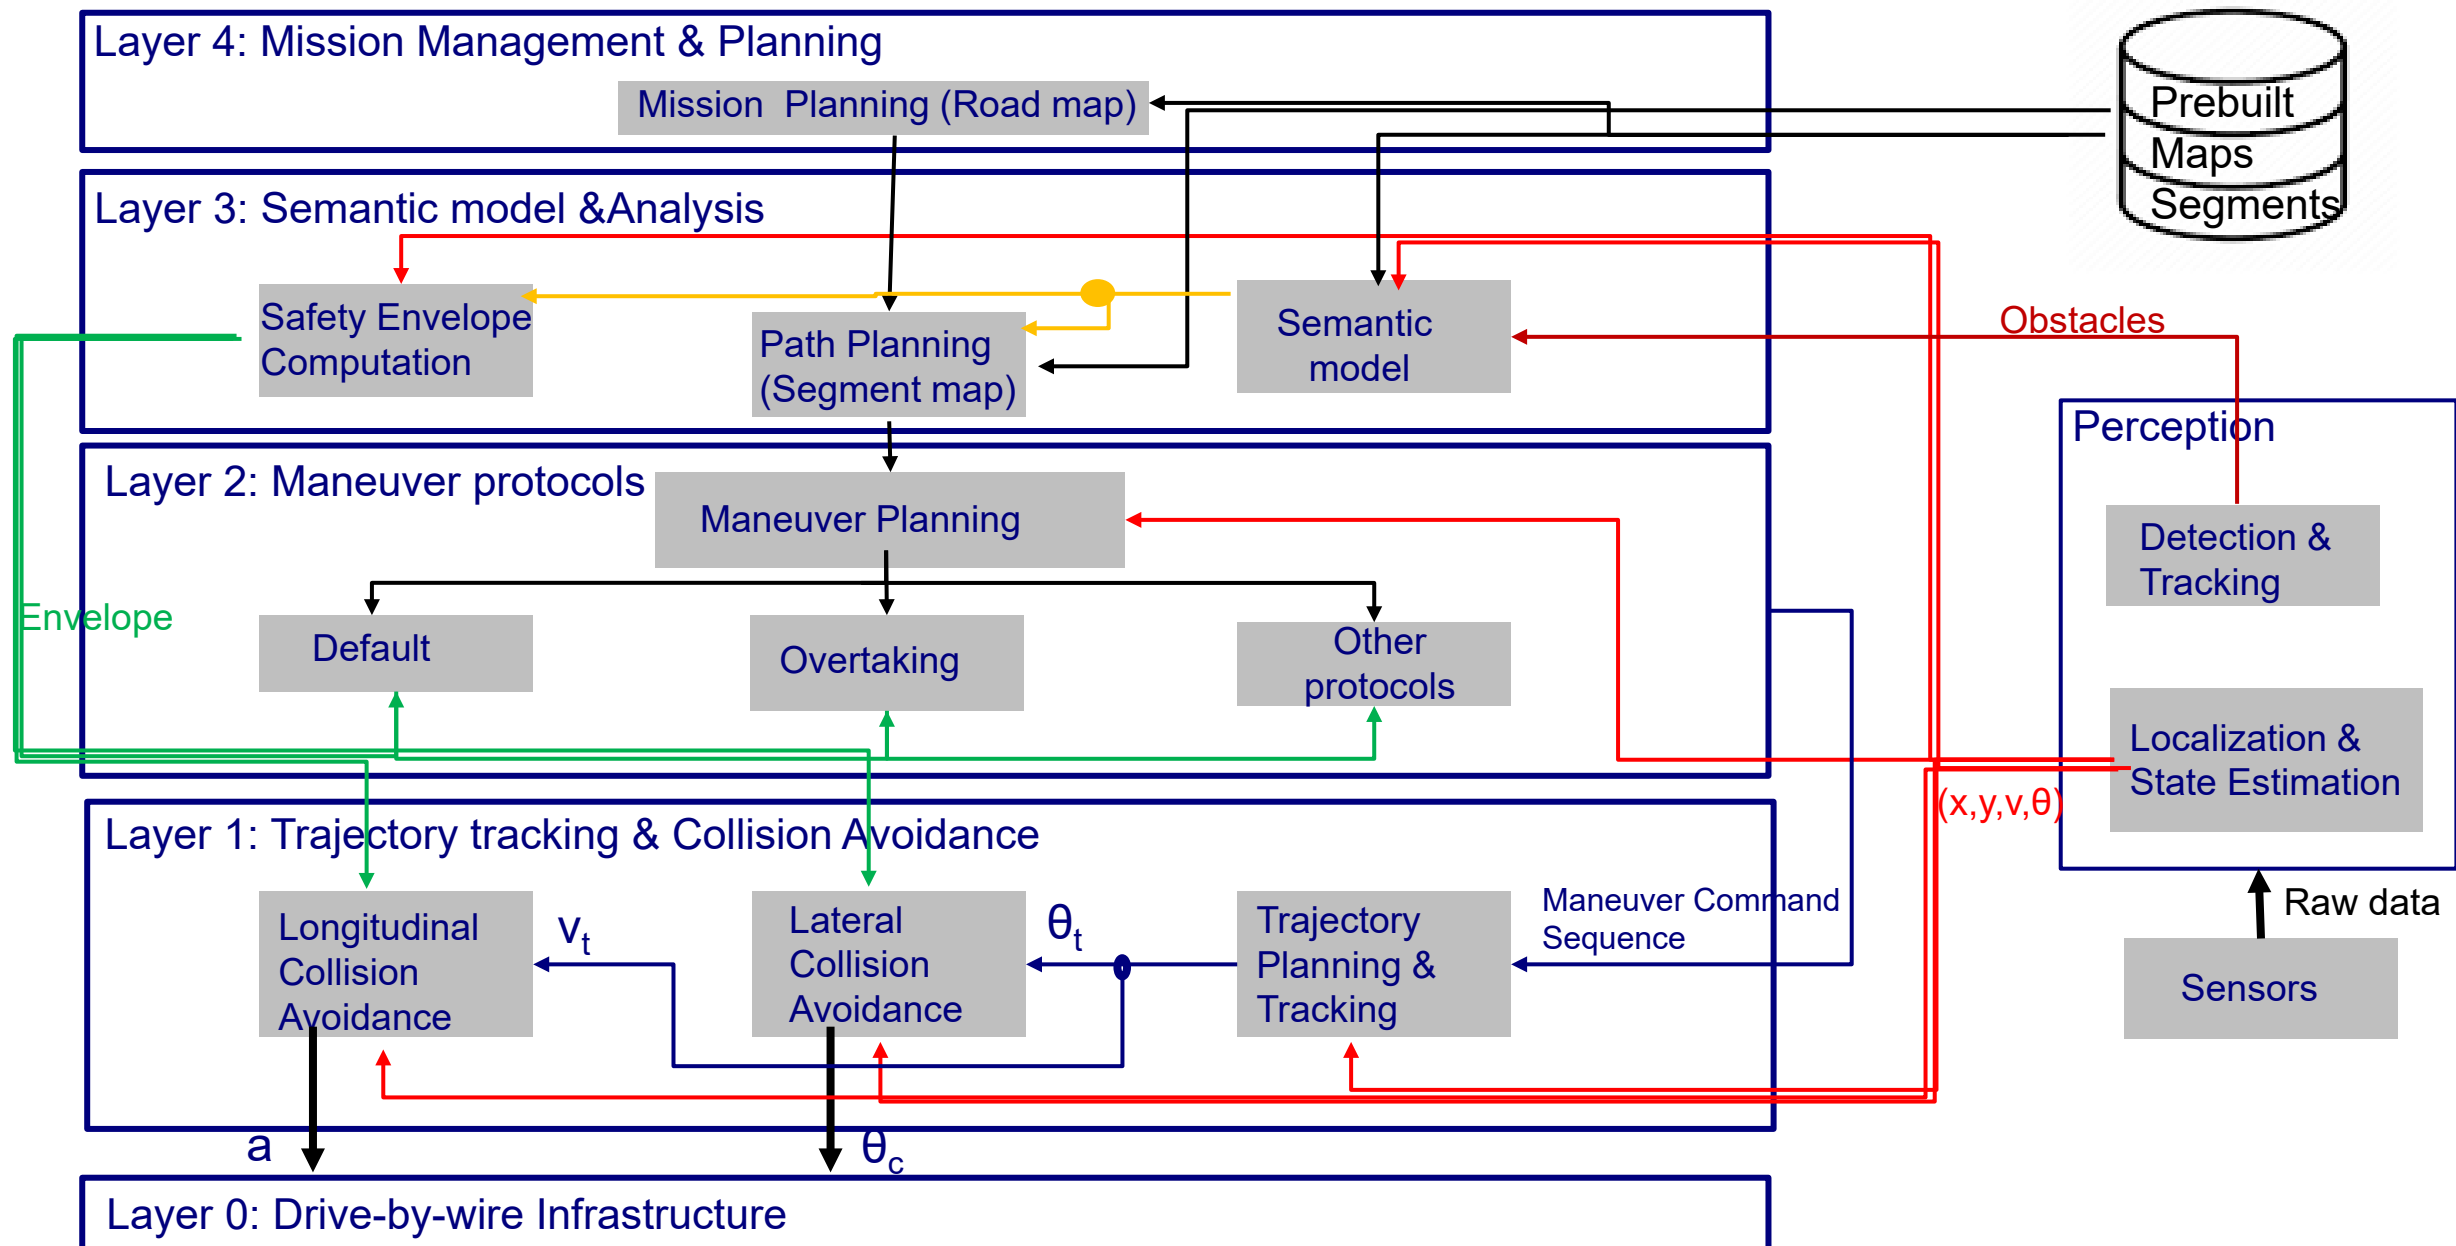 Layer 4: Mission Management & Planning
Mission Planning (Road map)
Prebuilt
Maps
Segments
Layer 3: Semantic model &Analysis
Safety Envelope
Computation
Path Planning
(Segment map)
Semantic
model
Obstacles
Perception
Layer 2: Maneuver protocols
Maneuver Planning
Detection &
Tracking
Envelope
Default
Overtaking
Other
protocols
Localization &
State Estimation
(x,y,v,θ)
Layer 1: Trajectory tracking & Collision Avoidance
Longitudinal
Collision
Avoidance
vt
Lateral
Collision
Avoidance
θt
Trajectory
Planning &
Tracking
Maneuver Command
Sequence
Raw data
Sensors
a
θc
Layer 0: Drive-by-wire Infrastructure